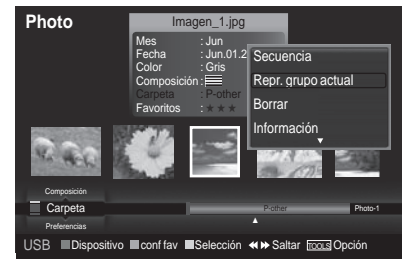 Photo
Imagen_1.jpg
Mes : Jun
Fecha : Jun.01.2
Color : Gris
Composición :
Carpeta : P-other
Favoritos : ★ ★ ★
Secuencia
Repr. grupo actual
Borrar
Información
Composición
Carpeta
Preferencias
P-other
Photo-1
USB Dispositivo conf fav Selección Saltar TOOLS Opción